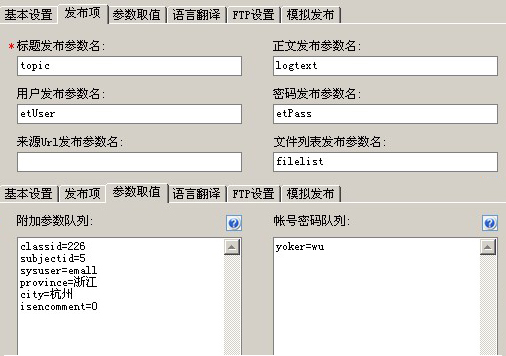 基本设置 发布项 参数取值 语言翻译 FTP设置 模拟发布
*标题发布参数名: 正文发布参数名:
topic logtext
用户发布参数名: 密码发布参数名:
etUser etPass
来源Url发布参数名: 文件列表发布参数名:
filelist
基本设置 发布项 参数取值 语言翻译 FTP设置 模拟发布
附加参数队列: ? 帐号密码队列: ?
classid=226 yoker=wu
subjectid=5
sysuser=emall
province=浙江
city=杭州
isencomment=0